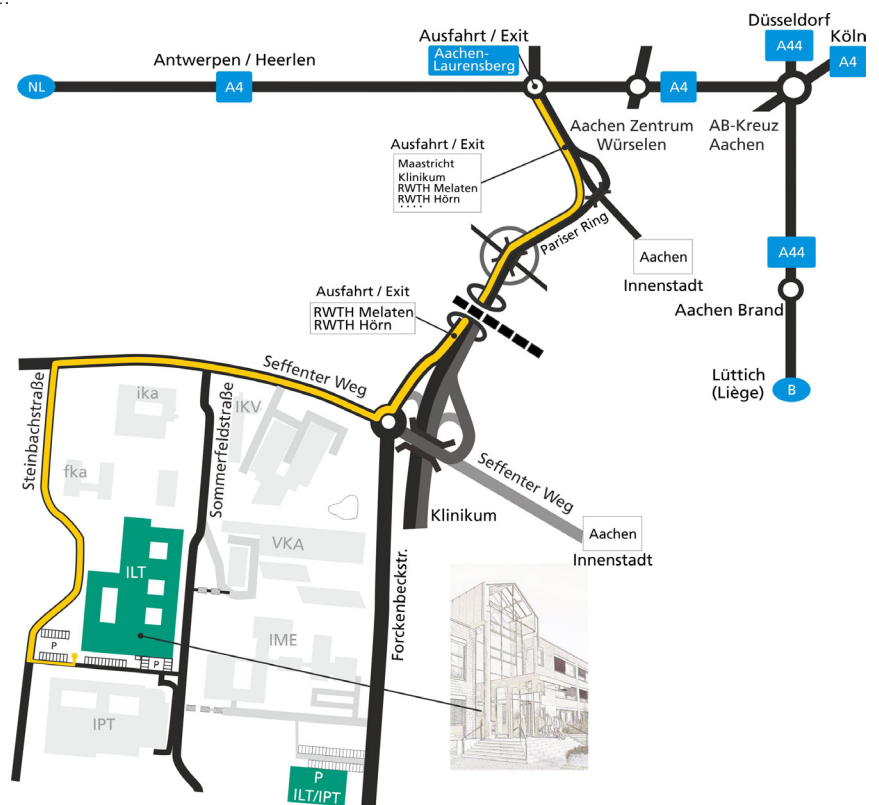 Düsseldorf
Ausfahrt / Exit
Köln
A44
Aachen-
Laurensberg
Antwerpen / Heerlen
A4
NL
A4
A4
Aachen Zentrum
Würselen
AB-Kreuz
Aachen
Ausfahrt / Exit
Maastricht
Klinikum
RWTH Melaten
RWTH Hörn
....
Pariser Ring
Aachen
Innenstadt
A44
Ausfahrt / Exit
RWTH Melaten
RWTH Hörn
Aachen Brand
Lüttich
(Liège)
B
Seffenter Weg
Steinbachstraße
ika
Sommerfeldstraße
IKV
fka
Seffenter Weg
Klinikum
Aachen
Innenstadt
VKA
ILT
Forckenbeckstr.
IME
P
P
IPT
P
ILT/IPT